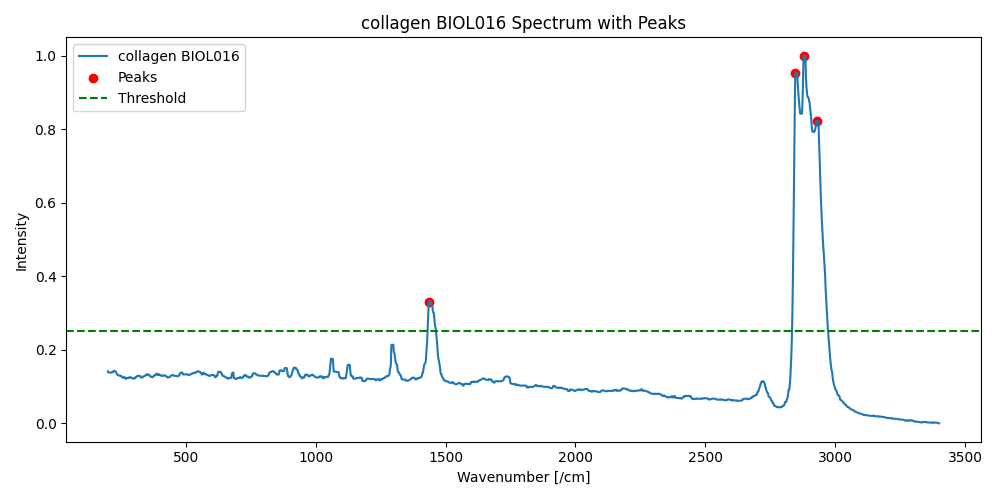 collagen BIOL016 Spectrum with Peaks
collagen BIOL016
Peaks
Threshold
Intensity
1.0
0.8
0.6
0.4
0.2
0.0
500 1000 1500 2000 2500 3000 3500
Wavenumber [/cm]